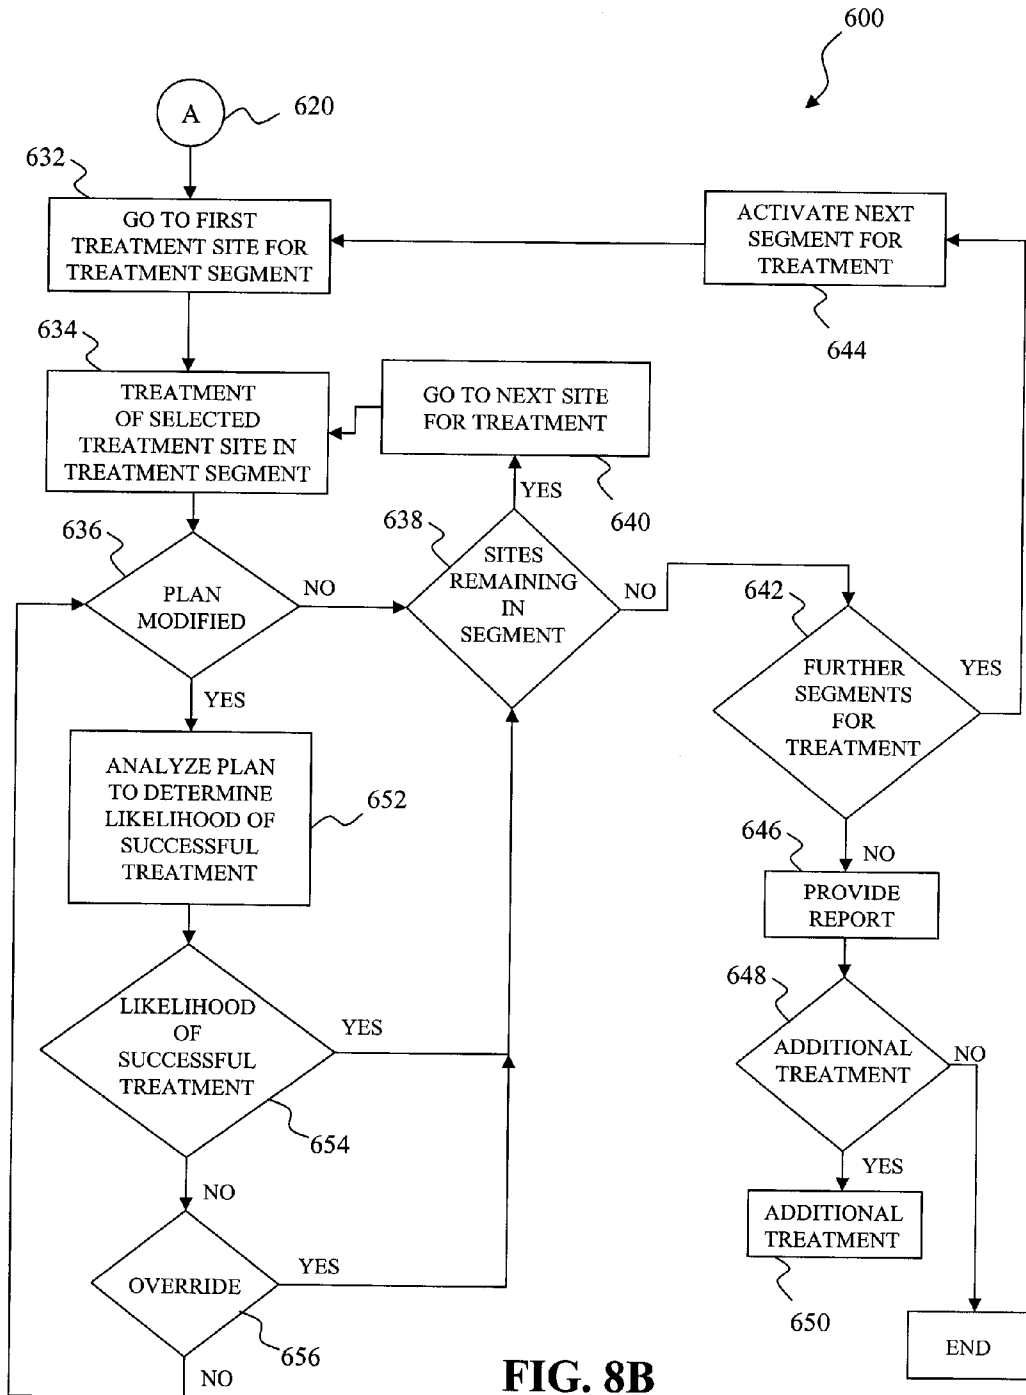 600
A
620
632
GO TO FIRST
TREATMENT SITE FOR
TREATMENT SEGMENT
ACTIVATE NEXT
SEGMENT FOR
TREATMENT
644
634
TREATMENT
OF SELECTED
TREATMENT SITE IN
TREATMENT SEGMENT
GO TO NEXT SITE
FOR TREATMENT
640
YES
636
PLAN
MODIFIED
NO
638
SITES
REMAINING
IN
SEGMENT
NO
642
FURTHER
SEGMENTS
FOR
TREATMENT
YES
YES
ANALYZE PLAN
TO DETERMINE
LIKELIHOOD OF
SUCCESSFUL
TREATMENT
652
646
NO
PROVIDE
REPORT
LIKELIHOOD
OF
SUCCESSFUL
TREATMENT
YES
654
648
ADDITIONAL
TREATMENT
NO
NO
YES
ADDITIONAL
TREATMENT
650
OVERRIDE
YES
656
NO
END
FIG. 8B